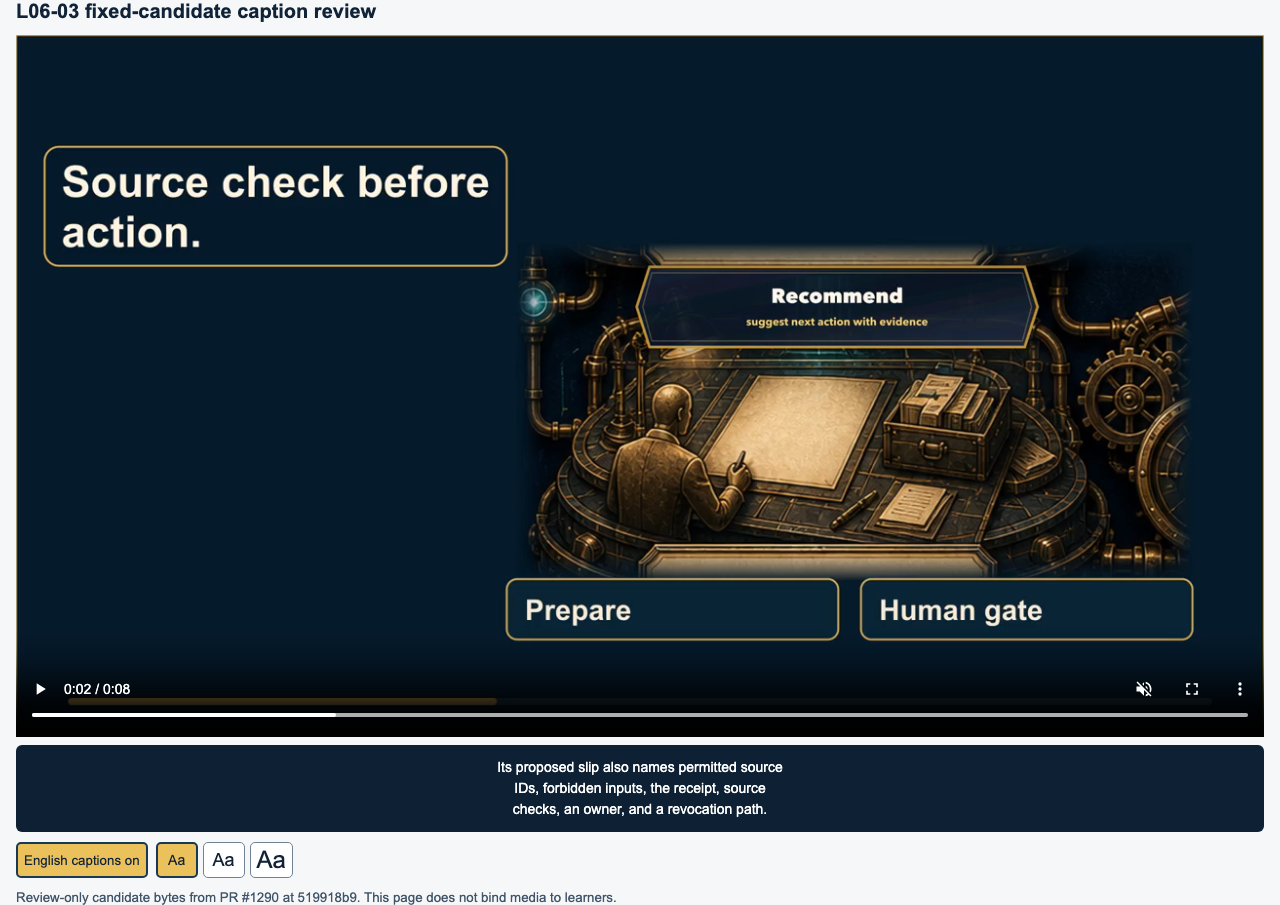 L06-03 fixed-candidate caption review
Source check before
action.
Recommend
suggest next action with evidence
Prepare
Human gate
0:02 / 0:08
Its proposed slip also names permitted source
IDs, forbidden inputs, the receipt, source
checks, an owner, and a revocation path.
English captions on
Aa
Aa
Aa
Review-only candidate bytes from PR #1290 at 519918b9. This page does not bind media to learners.